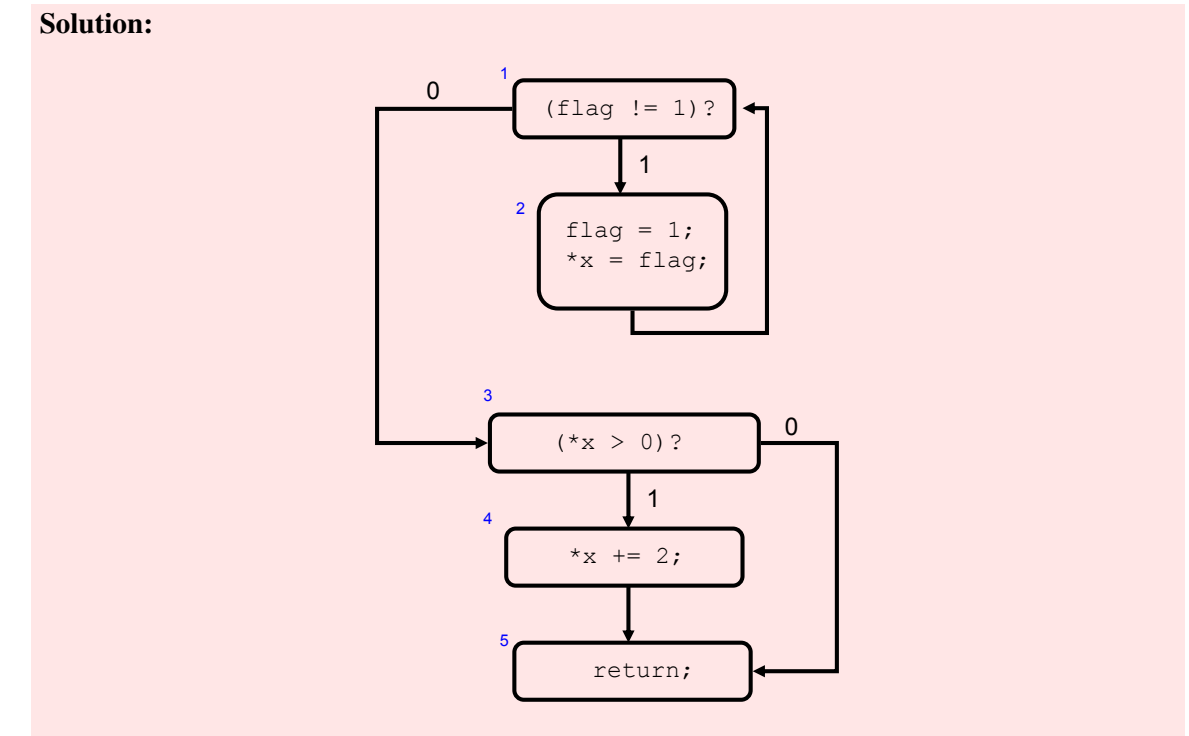 Solution:
1
0
(flag != 1)?
1
2
flag = 1;
*x = flag;
3
(*x > 0)?
0
1
4
*x += 2;
5
return;